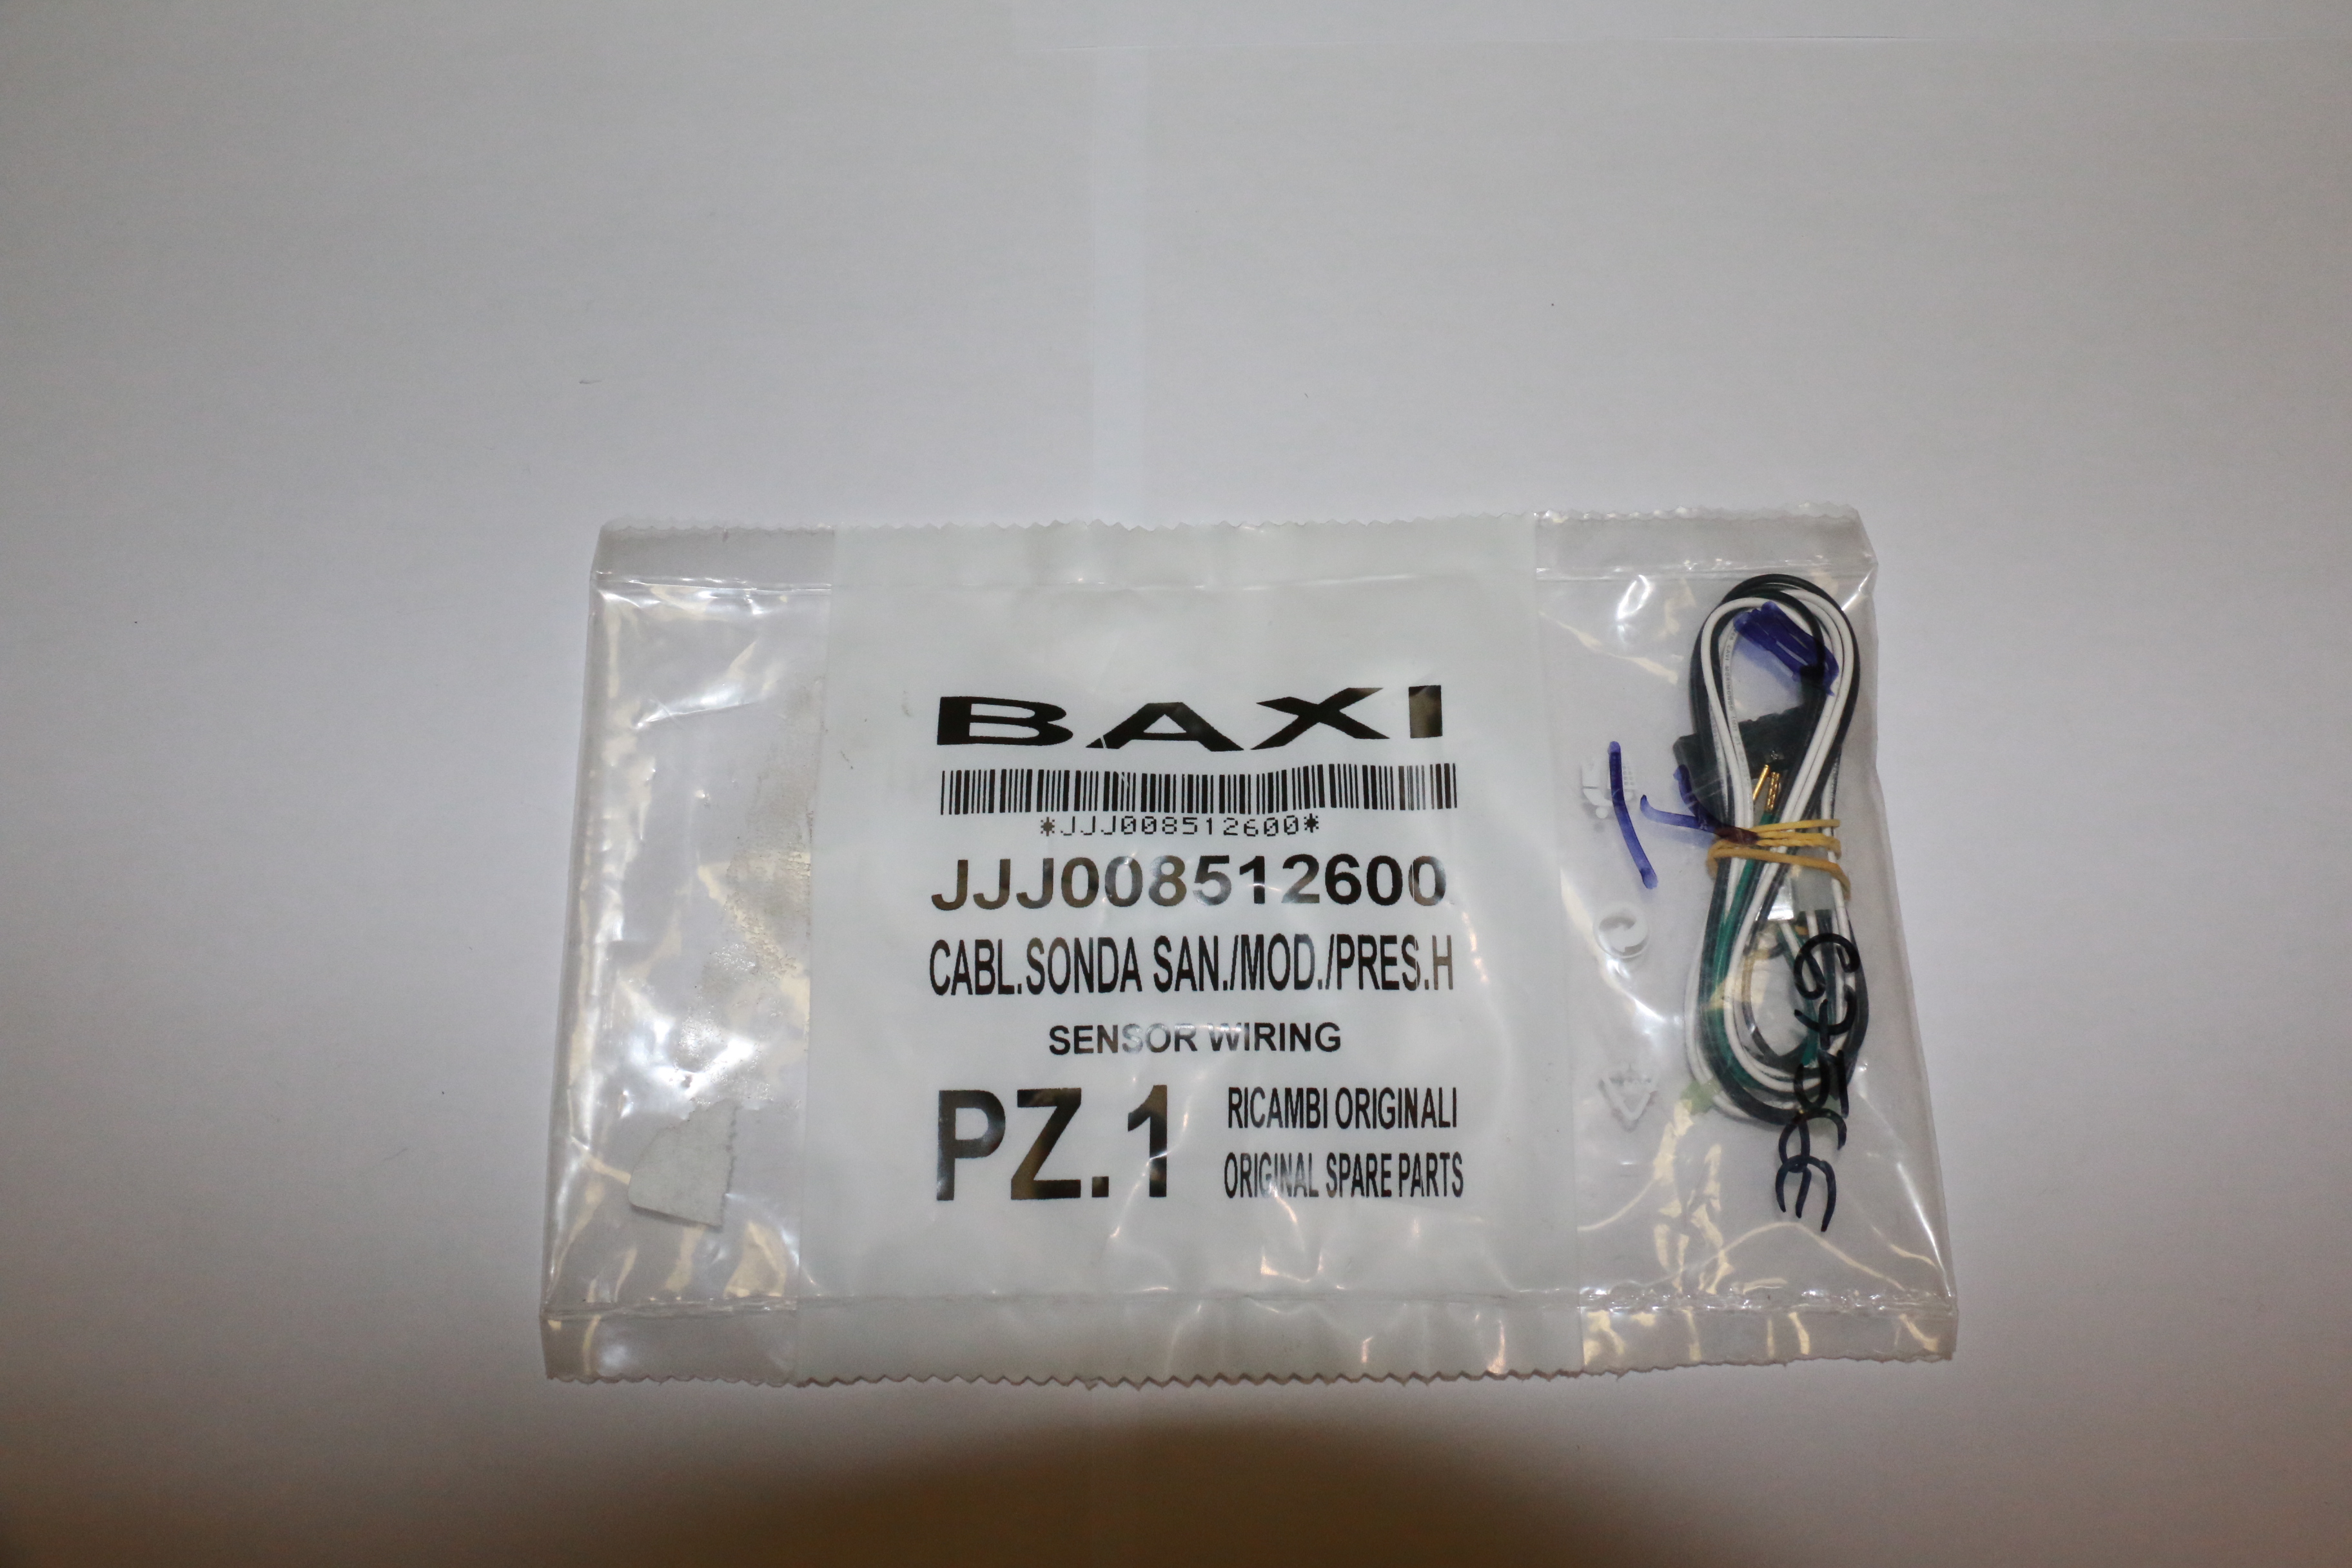 BAXI
*JJJ008512600*
JJJ008512600
CABL.SONDA SAN./MOD./PRES.H
SENSOR WIRING
PZ.1
RICAMBI ORIGINALI
ORIGINAL SPARE PARTS